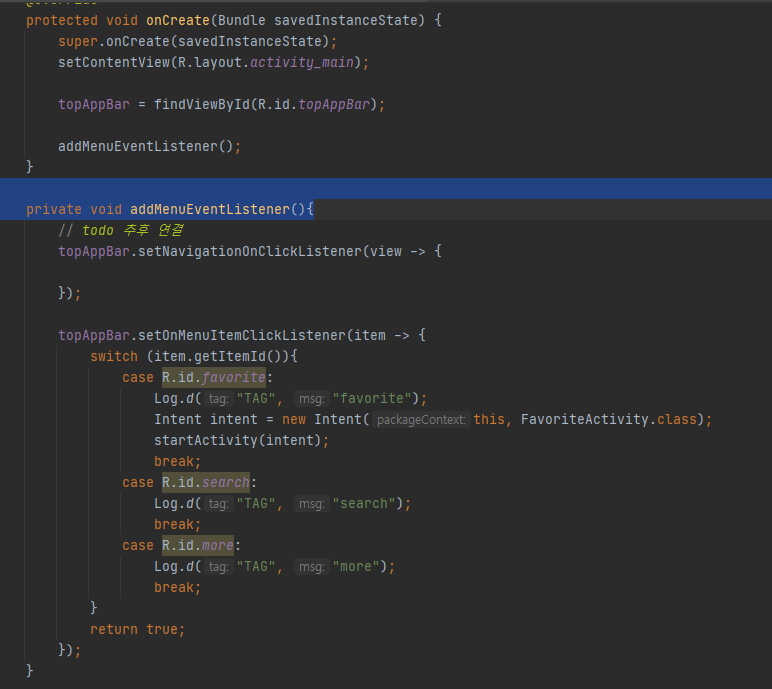 @Override
protected void onCreate(Bundle savedInstanceState) {
super.onCreate(savedInstanceState);
setContentView(R.layout.activity_main);
topAppBar = findViewById(R.id.topAppBar);
addMenuEventListener();
}
private void addMenuEventListener(){
// todo 추후 연결
topAppBar.setNavigationOnClickListener(view -> {
});
topAppBar.setOnMenuItemClickListener(item -> {
switch (item.getItemId()){
case R.id.favorite:
Log.d( tag: "TAG", msg: "favorite");
Intent intent = new Intent( packageContext: this, FavoriteActivity.class);
startActivity(intent);
break;
case R.id.search:
Log.d( tag: "TAG", msg: "search");
break;
case R.id.more:
Log.d( tag: "TAG", msg: "more");
break;
}
return true;
});
}